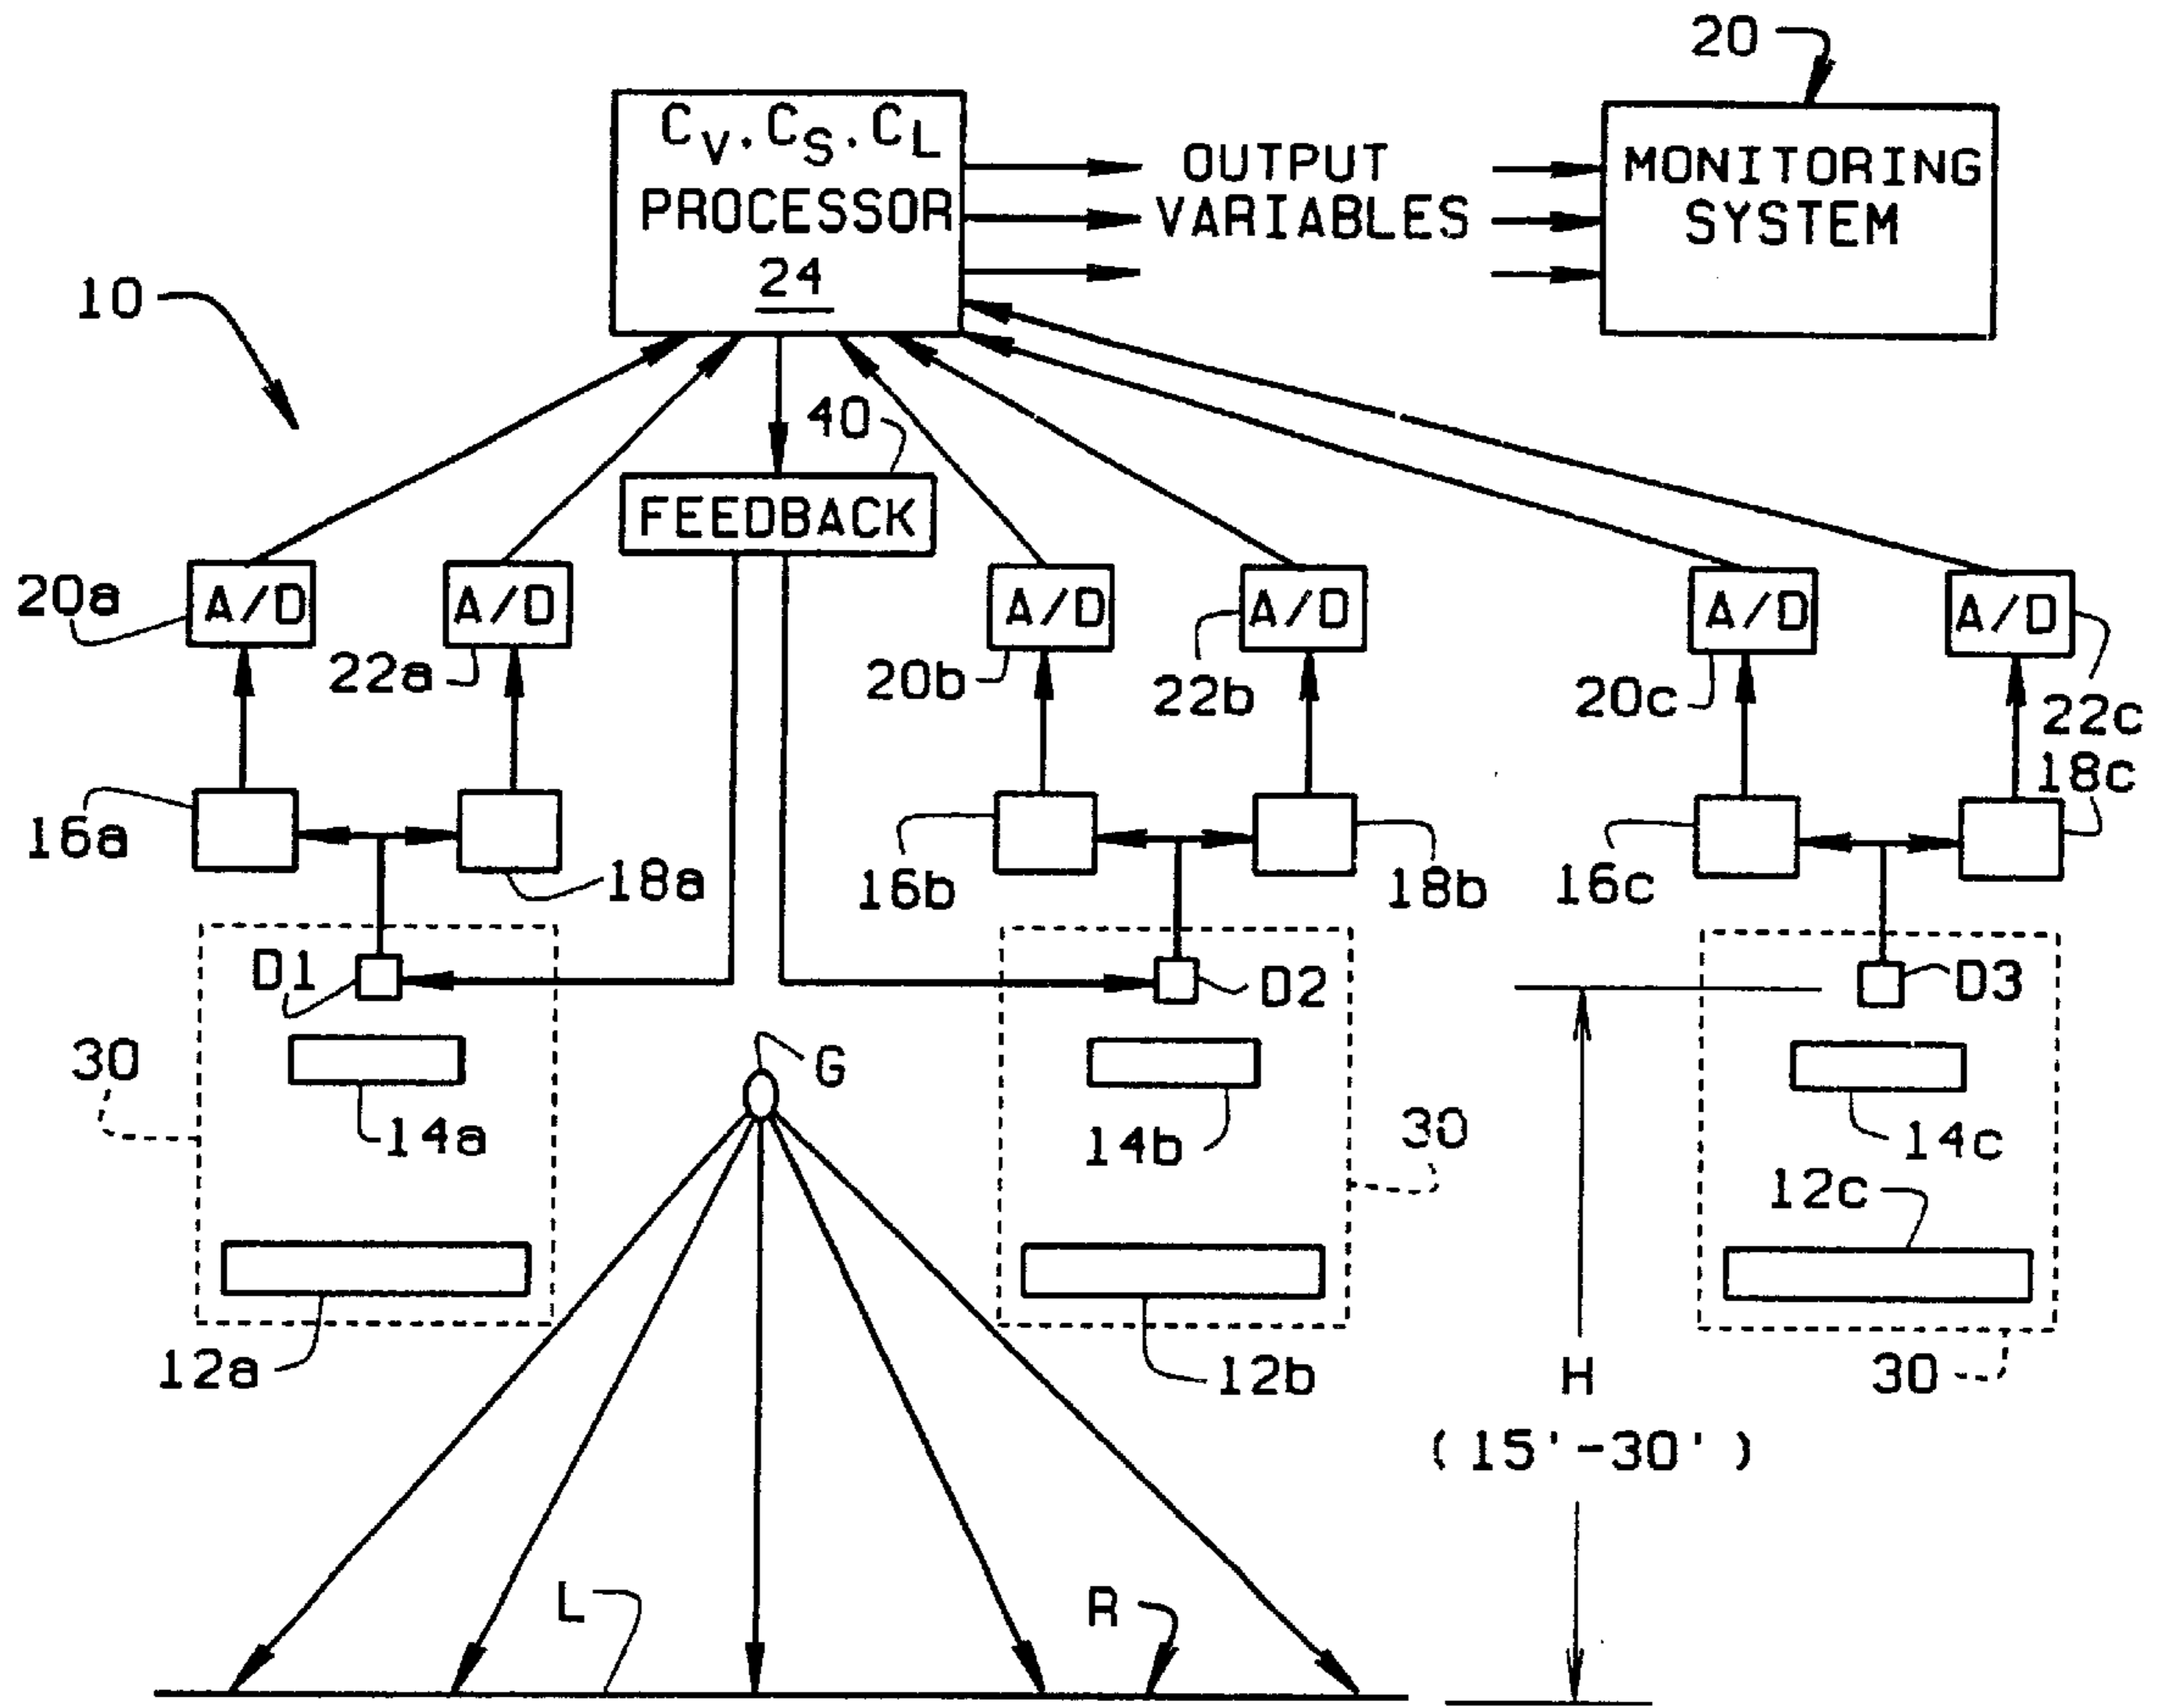 20
CV. CS. CL
PROCESSOR
24
OUTPUT
VARIABLES
MONITORING
SYSTEM
10
40
FEEDBACK
20a
A/D
22a
A/D
20b
A/D
22b
A/D
20c
A/D
22c
A/D
16a
18a
16b
18b
16c
18c
D1
D2
D3
30
14a
G
14b
30
14c
12c
12a
12b
H
30
(15'-30')
L
R